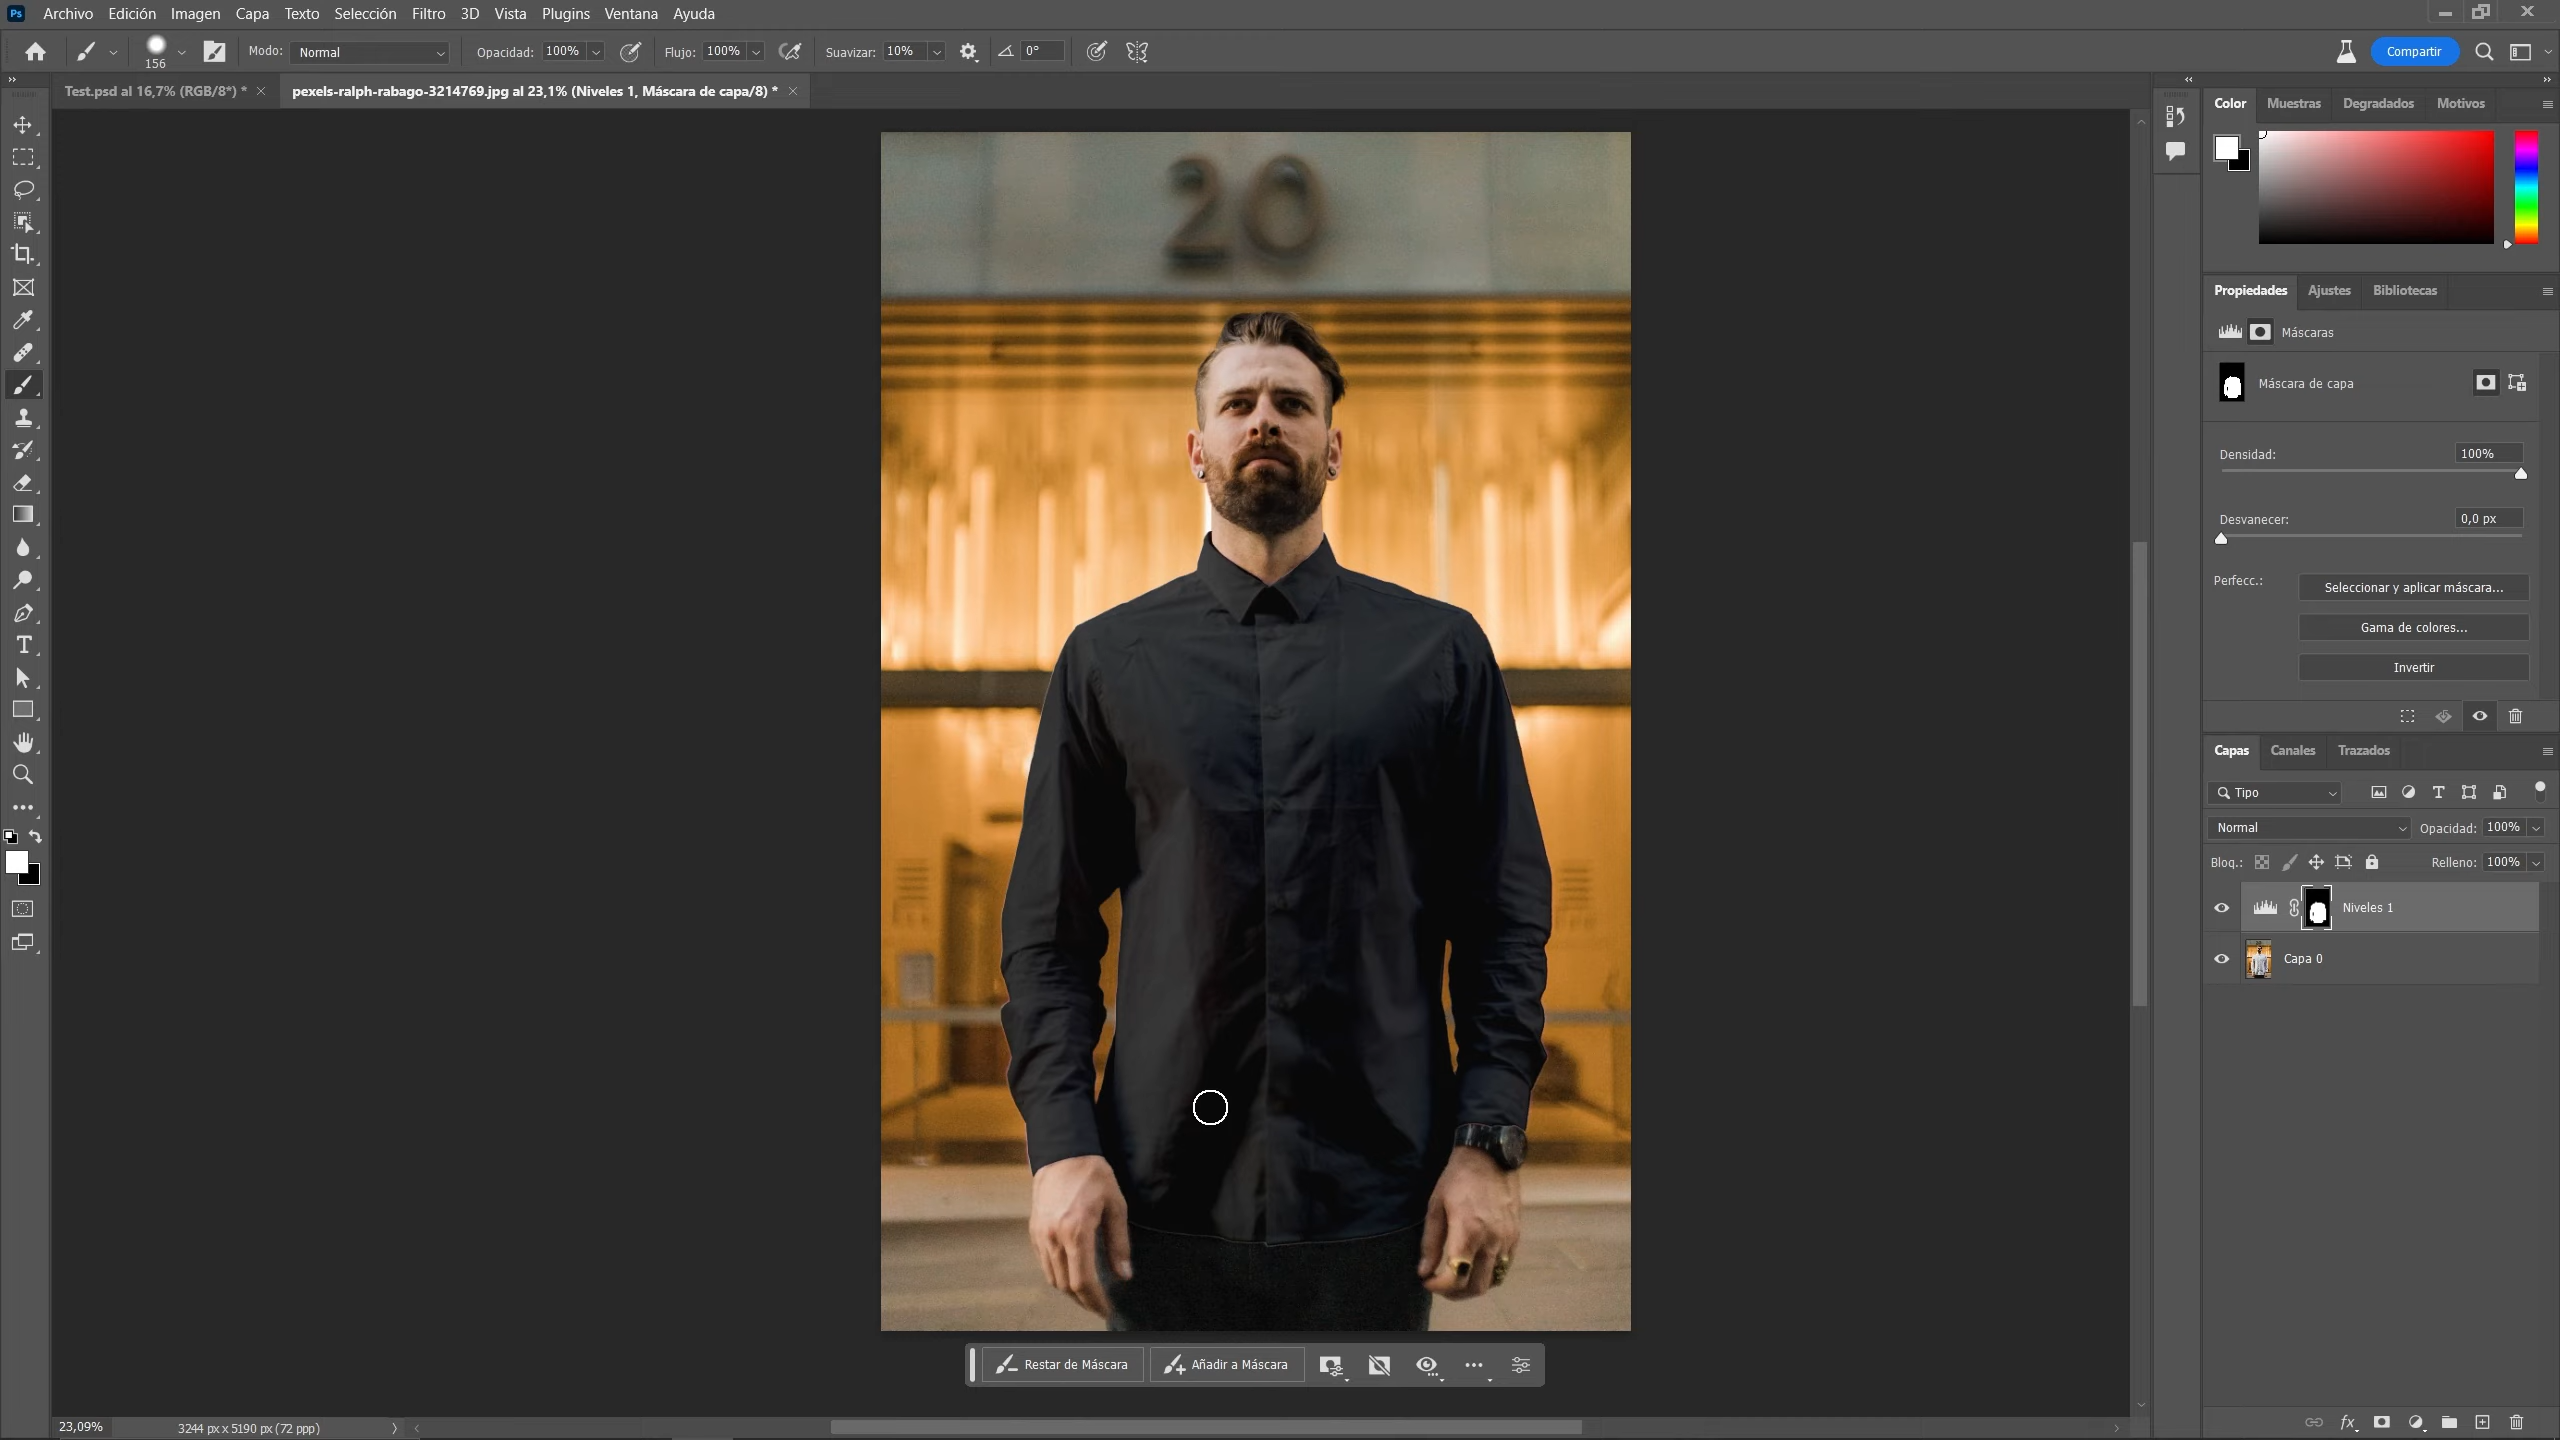 Ps Archivo Edición Imagen Capa Texto Selección Filtro 3D Vista Plugins Ventana Ayuda
156 Modo: Normal Opacidad: 100% Flujo: 100% Suavizar: 10% 0° Compartir
Test.psd al 16,7% (RGB/8*) * pexels-ralph-rabago-3214769.jpg al 23,1% (Niveles 1, Máscara de capa/8) *
Color Muestras Degradados Motivos
20
Propiedades Ajustes Bibliotecas
Máscaras
Máscara de capa
Densidad: 100%
Desvanecer: 0,0 px
Perfecc.: Seleccionar y aplicar máscara...
Gama de colores...
Invertir
Capas Canales Trazados
Tipo
Normal Opacidad: 100%
Bloq.: Relleno: 100%
Niveles 1
Capa 0
Restar de Máscara Añadir a Máscara
23,09% 3244 px x 5190 px (72 ppp)
fx